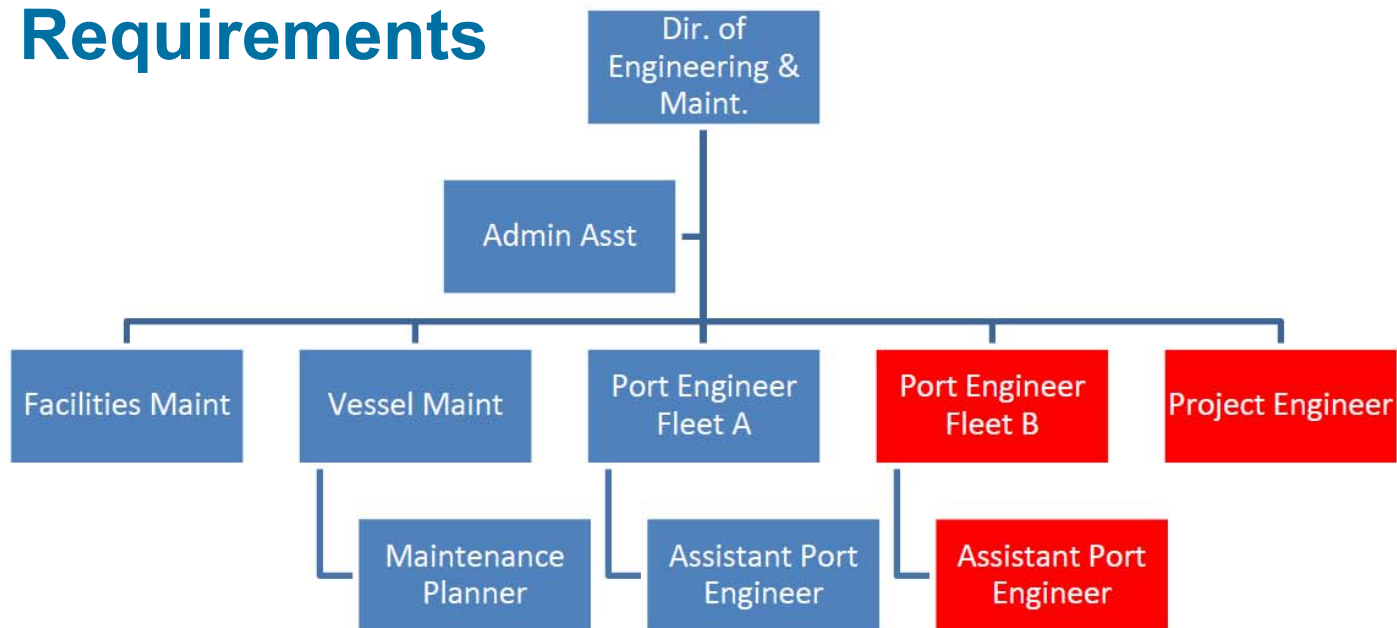 Requirements
Dir. of
Engineering &
Maint.
Admin Asst
Facilities Maint
Vessel Maint
Port Engineer
Fleet A
Port Engineer
Fleet B
Project Engineer
Maintenance
Planner
Assistant Port
Engineer
Assistant Port
Engineer